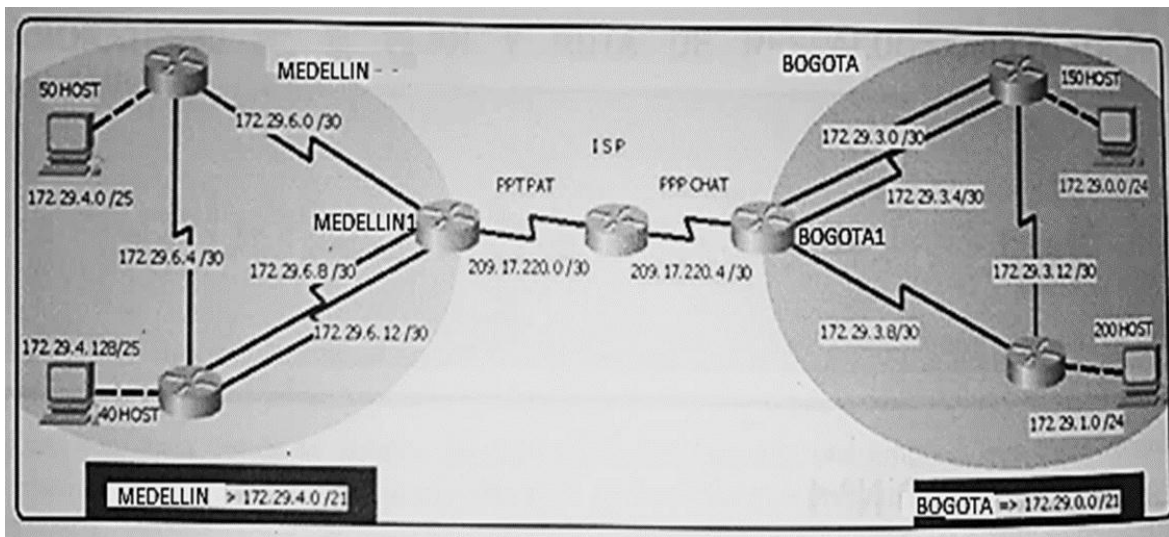 MEDELLIN
50 HOST
172.29.6.0 /30
172.29.4.0 /25
MEDELLIN1
172.29.6.4 /30
172.29.6.8 /30
172.29.6.12 /30
172.29.4.128/25
40 HOST
MEDELLIN > 172.29.4.0 /21
ISP
PPT PAT
PPP CHAT
209.17.220.0 /30
209.17.220.4 /30
BOGOTA
150 HOST
172.29.3.0 /30
172.29.3.4 /30
172.29.0.0 /24
BOGOTA1
172.29.3.12 /30
172.29.3.8 /30
200 HOST
172.29.1.0 /24
BOGOTA => 172.29.0.0 /21